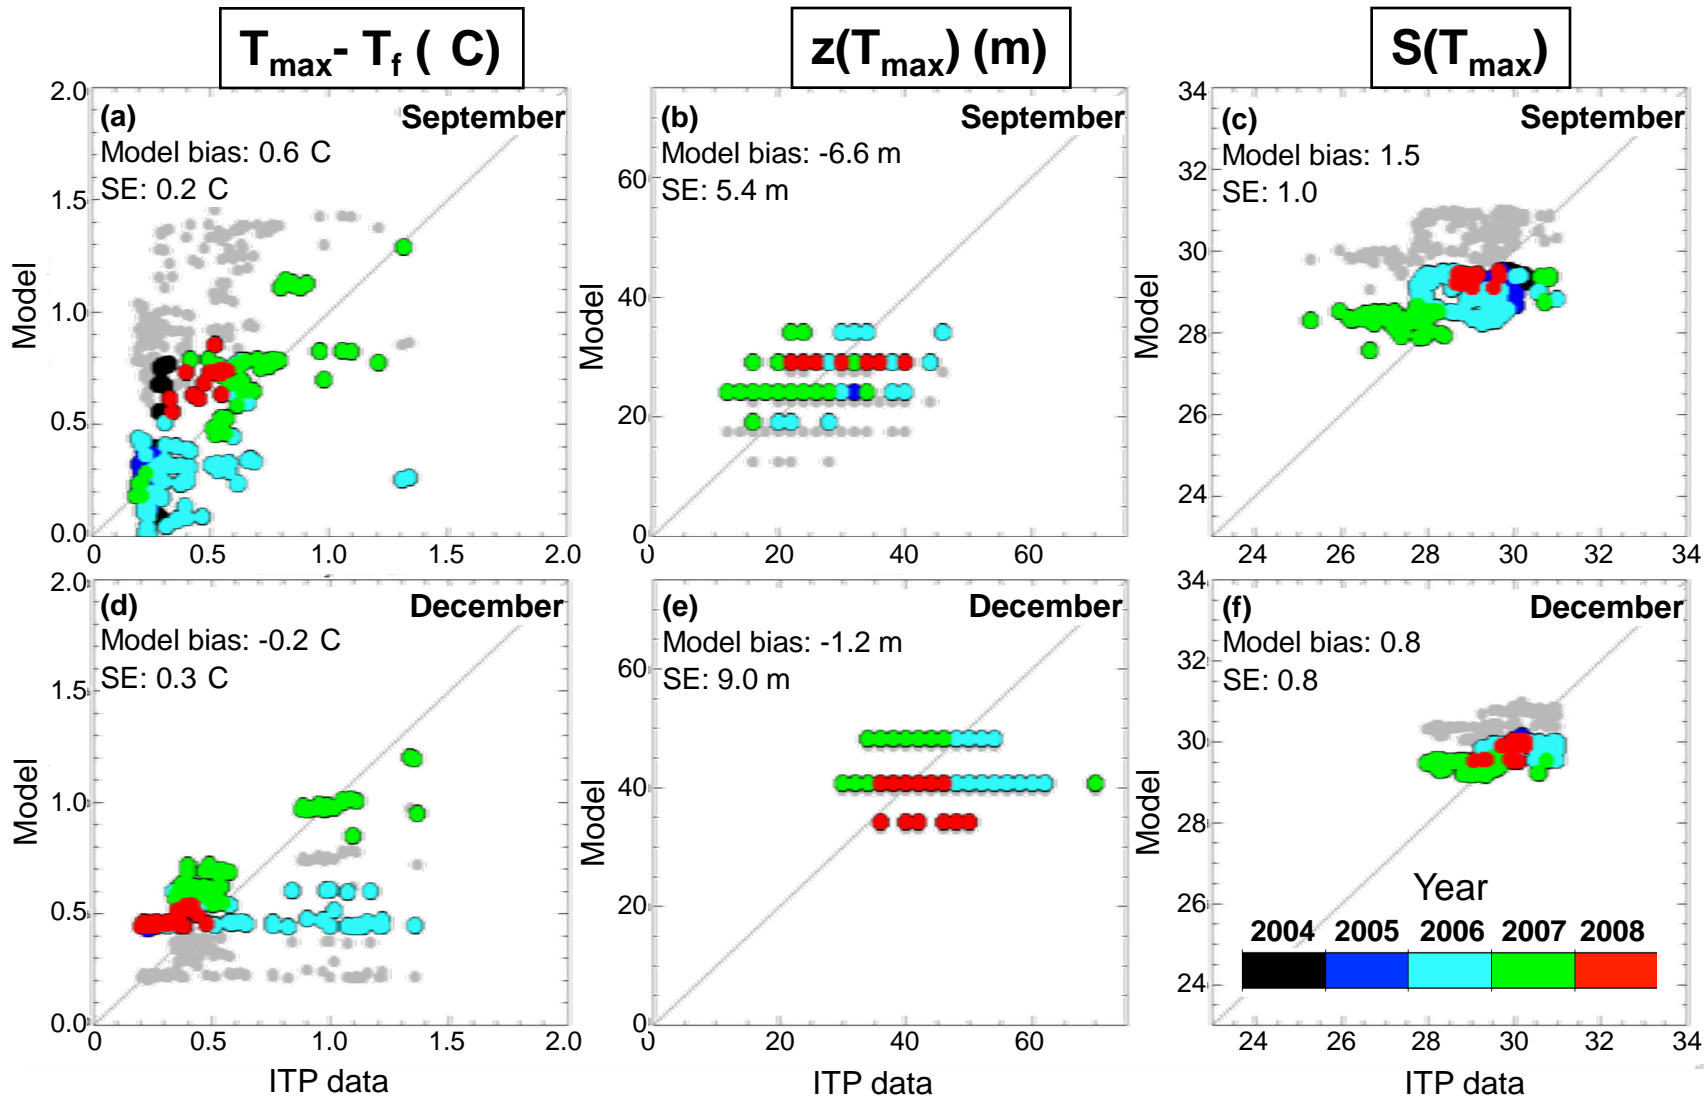 T_max - T_f ( C)
z(T_max) (m)
S(T_max)
(a)
September
Model bias: 0.6 C
SE: 0.2 C
2.0
1.5
1.0
0.5
0.0
Model
0 0.5 1.0 1.5 2.0
(b)
September
Model bias: -6.6 m
SE: 5.4 m
60
40
20
0
Model
0 20 40 60
(c)
September
Model bias: 1.5
SE: 1.0
34
32
30
28
26
24
Model
24 26 28 30 32 34
(d)
December
Model bias: -0.2 C
SE: 0.3 C
2.0
1.5
1.0
0.5
0.0
Model
0 0.5 1.0 1.5 2.0
ITP data
(e)
December
Model bias: -1.2 m
SE: 9.0 m
60
40
20
0
Model
0 20 40 60
ITP data
(f)
December
Model bias: 0.8
SE: 0.8
34
32
30
28
26
24
Model
Year
2004 2005 2006 2007 2008
24 26 28 30 32 34
ITP data